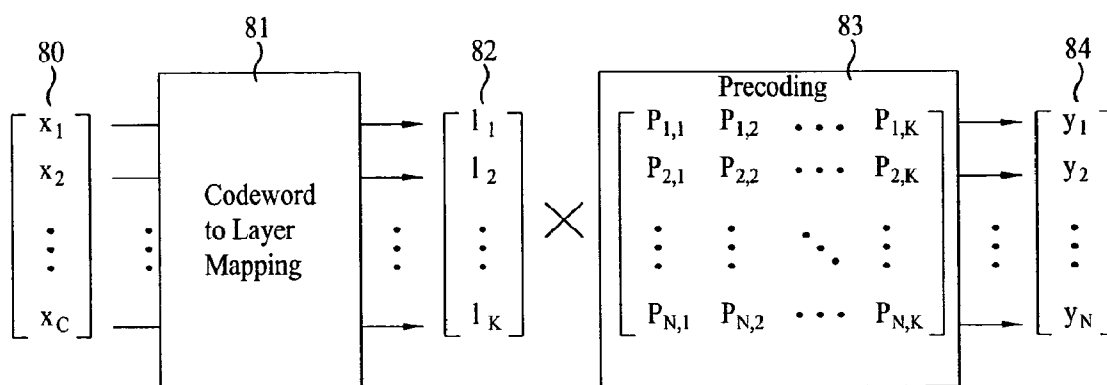 80 81 82 83 84
Precoding
x1 l1 P1,1 P1,2 • • • P1,K y1
x2 l2 P2,1 P2,2 • • • P2,K y2
Codeword
to Layer
Mapping
xC lK PN,1 PN,2 • • • PN,K yN